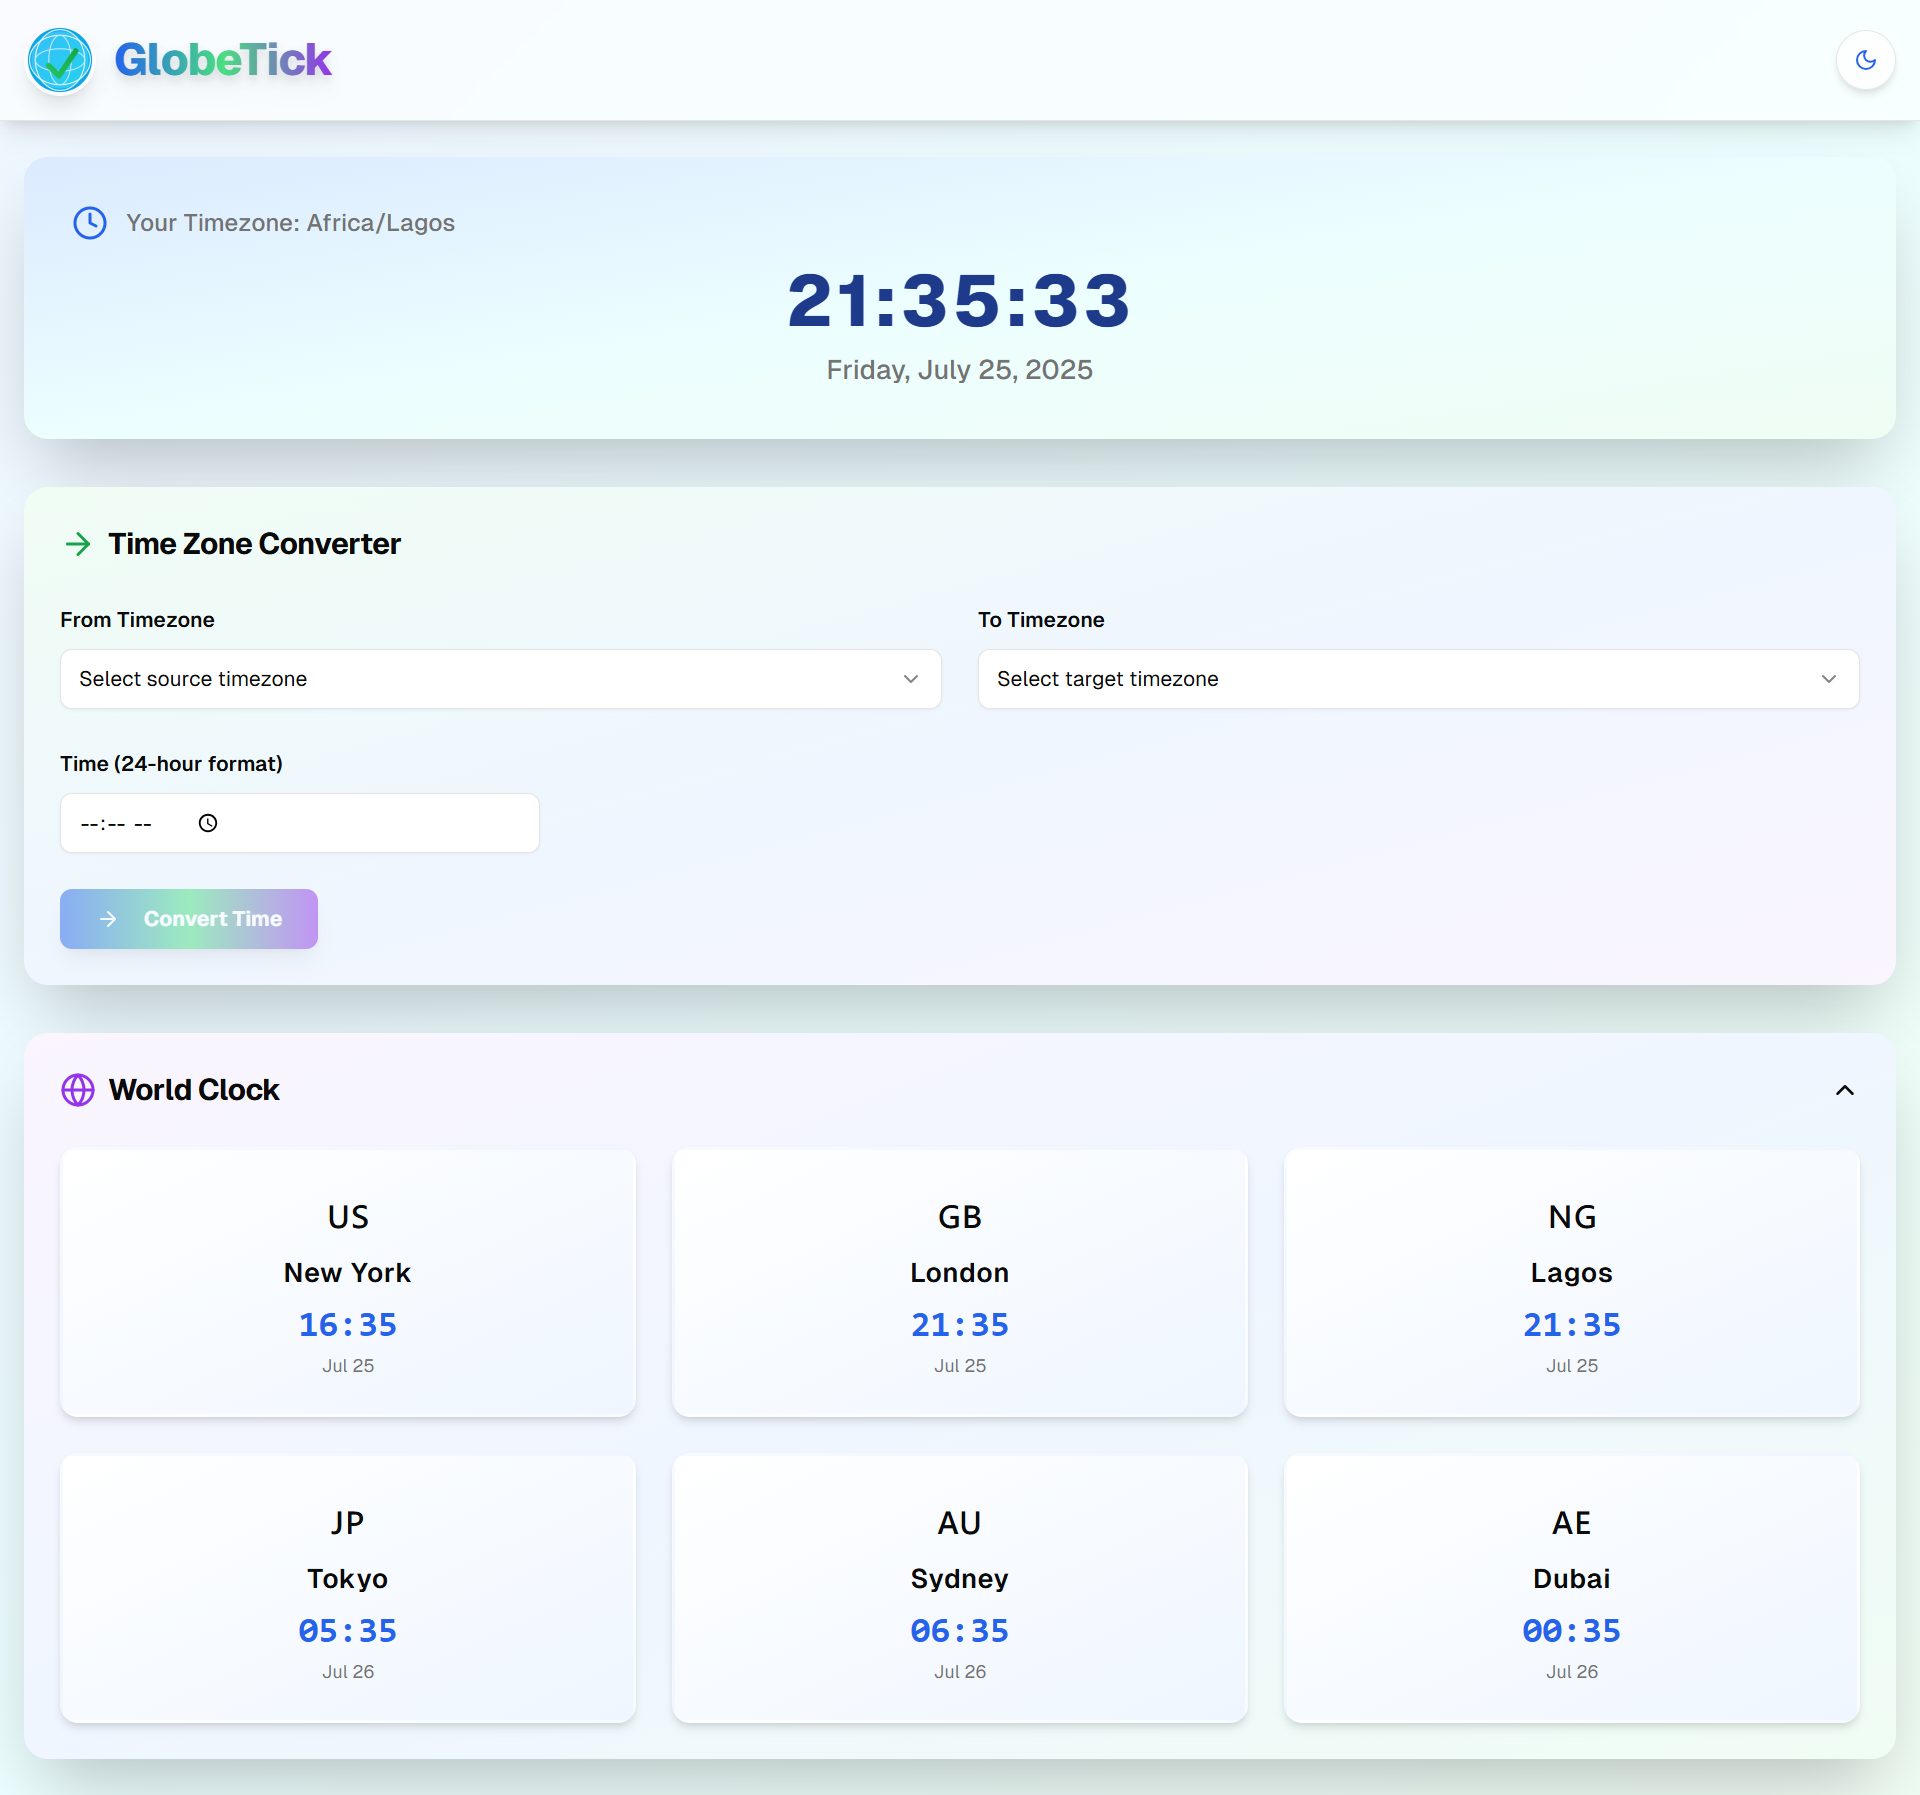 GlobeTick
Your Timezone: Africa/Lagos
21:35:33
Friday, July 25, 2025
Time Zone Converter
From Timezone
Select source timezone
To Timezone
Select target timezone
Time (24-hour format)
--:-- --
Convert Time
World Clock
US
New York
16:35
Jul 25
GB
London
21:35
Jul 25
NG
Lagos
21:35
Jul 25
JP
Tokyo
05:35
Jul 26
AU
Sydney
06:35
Jul 26
AE
Dubai
00:35
Jul 26